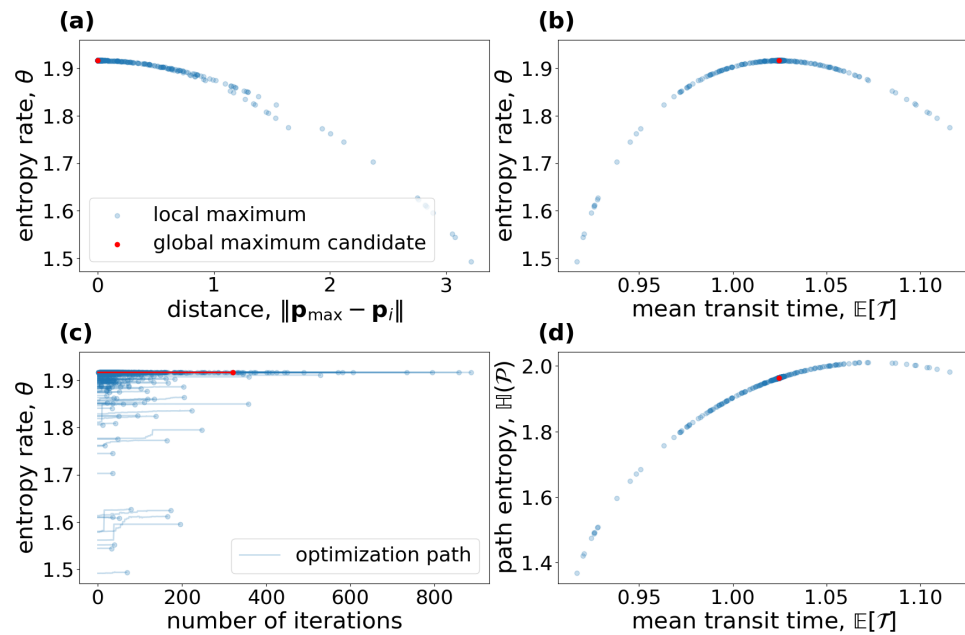 (a)
entropy rate, θ
1.9
1.8
1.7
1.6
1.5
local maximum
global maximum candidate
0 1 2 3
distance, ‖𝐩max − 𝐩i‖
(b)
entropy rate, θ
1.9
1.8
1.7
1.6
1.5
0.95 1.00 1.05 1.10
mean transit time, 𝔼[𝒯]
(c)
entropy rate, θ
1.9
1.8
1.7
1.6
1.5
optimization path
0 200 400 600 800
number of iterations
(d)
path entropy, ℍ(𝒫)
2.0
1.8
1.6
1.4
0.95 1.00 1.05 1.10
mean transit time, 𝔼[𝒯]